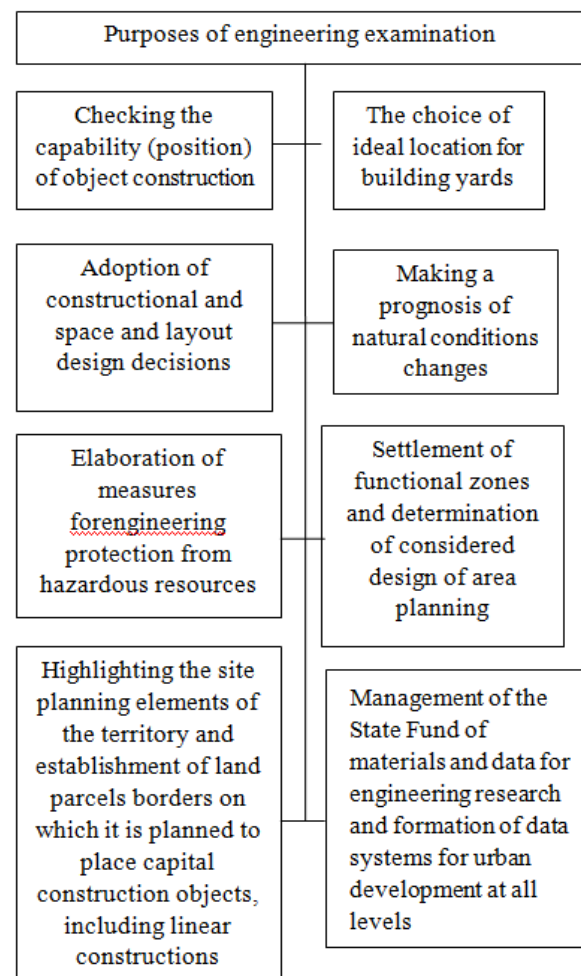 Purposes of engineering examination
Checking the
capability (position)
of object construction
The choice of
ideal location for
building yards
Adoption of
constructional and
space and layout
design decisions
Making a
prognosis of
natural conditions
changes
Elaboration of
measures
forengineering
protection from
hazardous resources
Settlement of
functional zones
and determination
of considered
design of area
planning
Highlighting the site
planning elements of
the territory and
establishment of land
parcels borders on
which it is planned to
place capital
construction objects,
including linear
constructions
Management of the
State Fund of
materials and data for
engineering research
and formation of data
systems for urban
development at all
levels